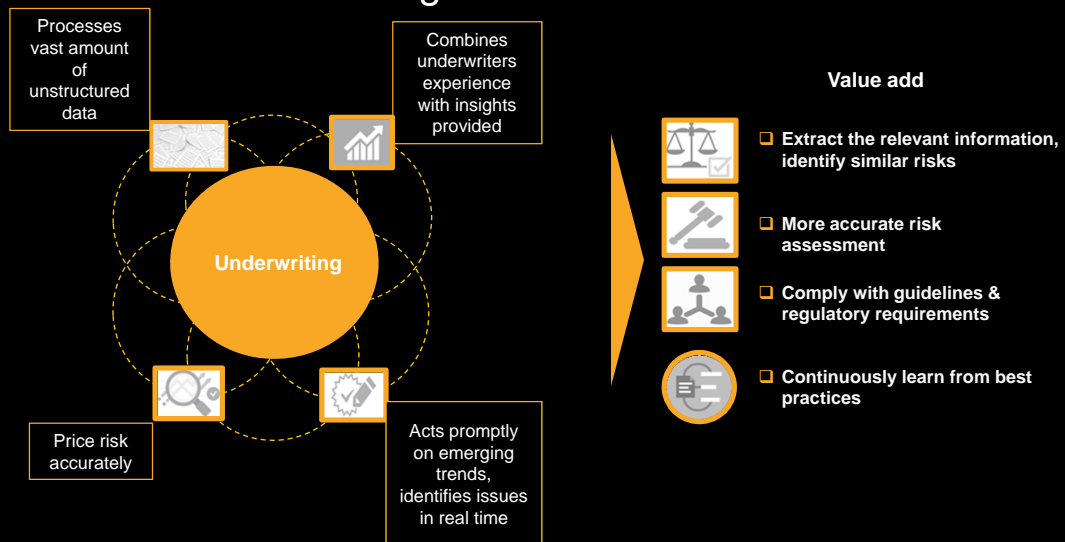 Processes
vast amount
of
unstructured
data
Combines
underwriters
experience
with insights
provided
Underwriting
Price risk
accurately
Acts promptly
on emerging
trends,
identifies issues
in real time
Value add
❑ Extract the relevant information,
identify similar risks
❑ More accurate risk
assessment
❑ Comply with guidelines &
regulatory requirements
❑ Continuously learn from best
practices